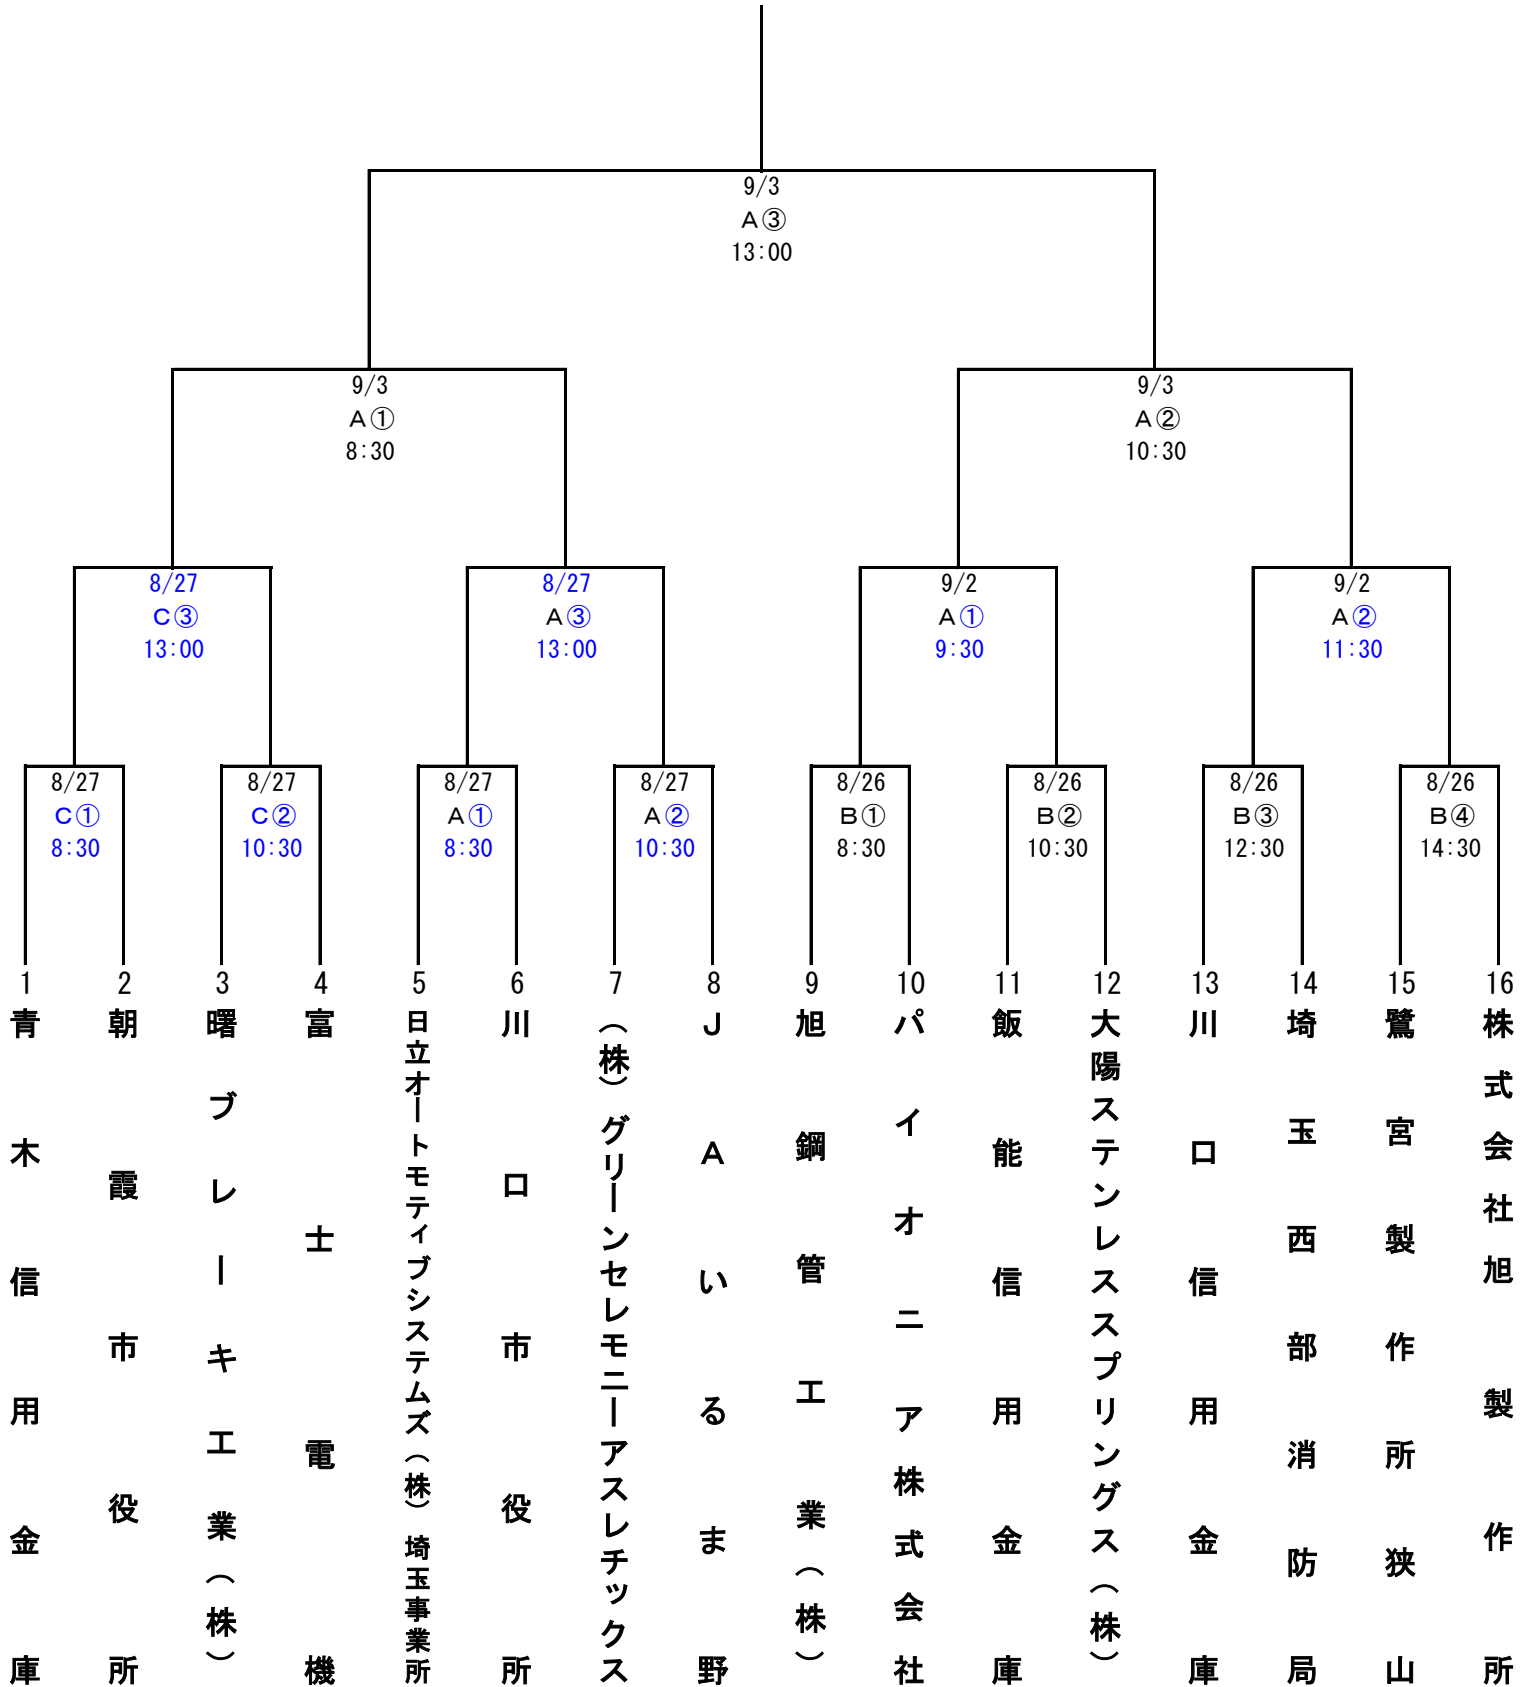 9/3
A③
13:00
9/3
A①
8:30
9/3
A②
10:30
8/27
C③
13:00
8/27
A③
13:00
9/2
A①
9:30
9/2
A②
11:30
8/27
C①
8:30
8/27
C②
10:30
8/27
A①
8:30
8/27
A②
10:30
8/26
B①
8:30
8/26
B②
10:30
8/26
B③
12:30
8/26
B④
14:30
1
青木信用金庫
2
朝霞市役所
3
曙ブレーキ工業（株）
4
富士電機
5
日立オートモティブシステムズ（株）埼玉事業所
6
川口市役所
7
（株）グリーンセレモニーアスレチックス
8
JAいるま野
9
旭鋼管工業（株）
10
パイオニア株式会社
11
飯能信用金庫
12
大陽ステンレススプリングス（株）
13
川口信用金庫
14
埼玉西部消防局
15
鷺宮製作所狭山
16
株式会社旭製作所